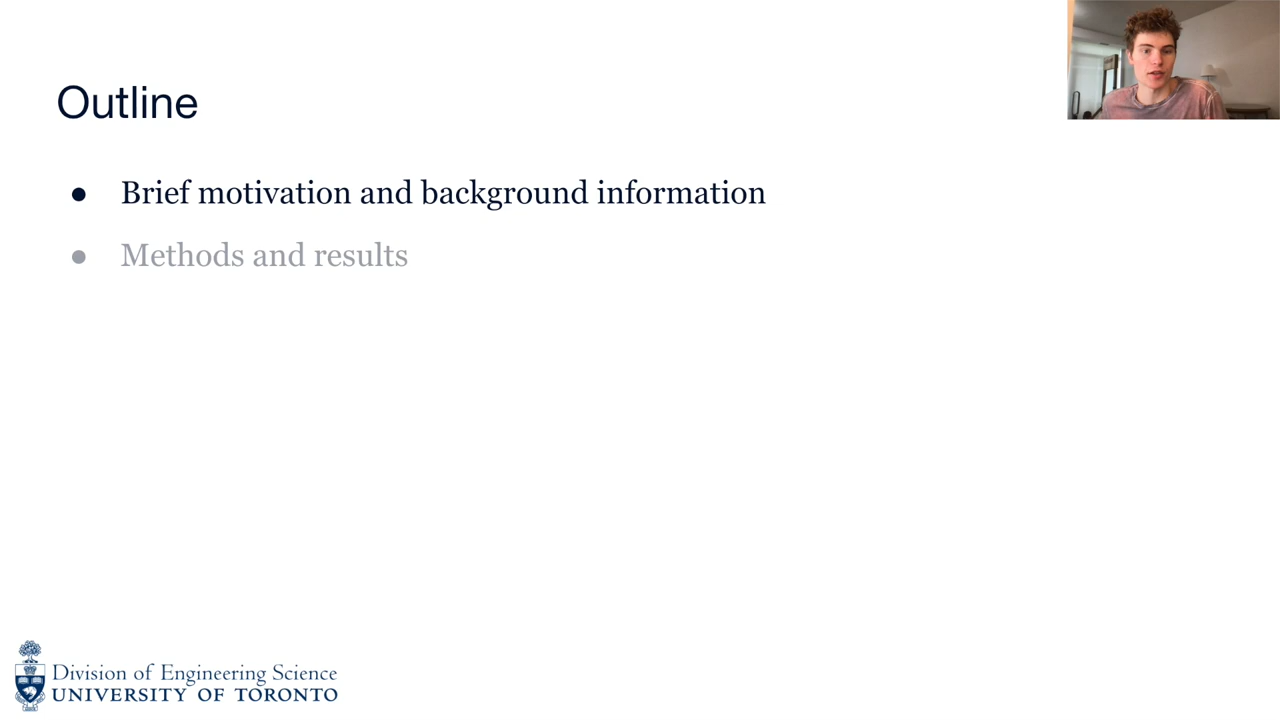 Outline
● Brief motivation and background information
● Methods and results
Division of Engineering Science
UNIVERSITY OF TORONTO